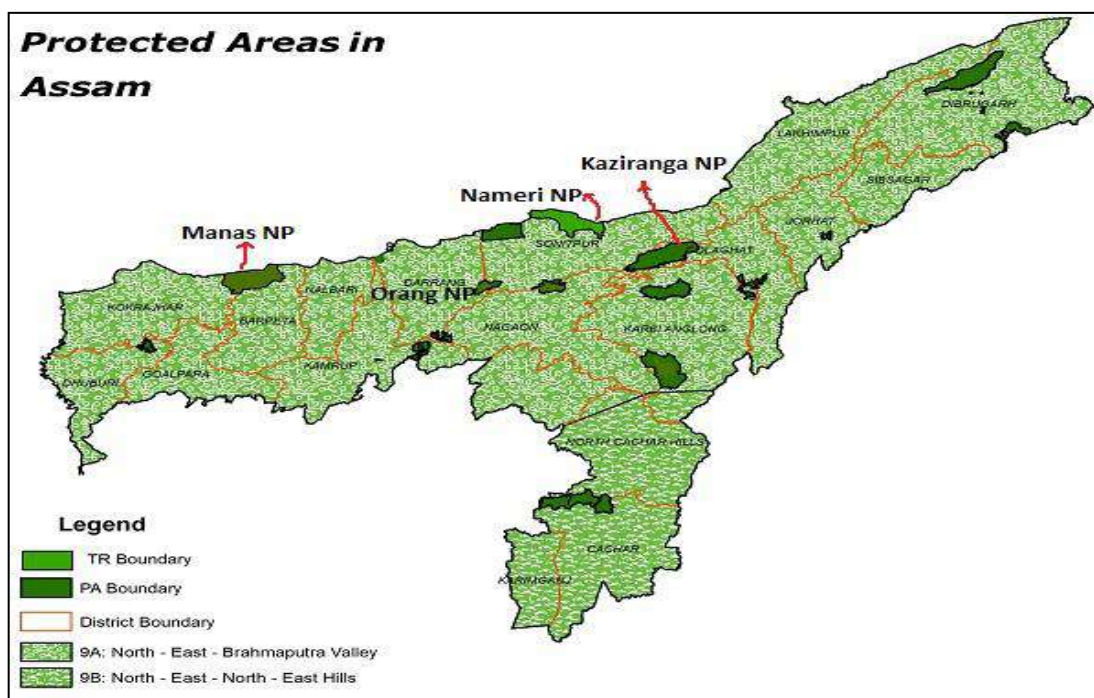 Protected Areas in
Assam
Kaziranga NP
Nameri NP
Manas NP
Orang NP
DIBRUGARH
LAKHIMPUR
SIBSAGAR
JORHAT
SONITPUR
OLAGHAT
DARRANG
NALBARI
KOKRAJHAR
BARPETA
NAGAON
KARBI ANGLONG
KAMRUP
GOALPARA
DHUBURI
NORTH CACHAR HILLS
CACHAR
KARIMGANJ
Legend
TR Boundary
PA Boundary
District Boundary
9A: North - East - Brahmaputra Valley
9B: North - East - North - East Hills